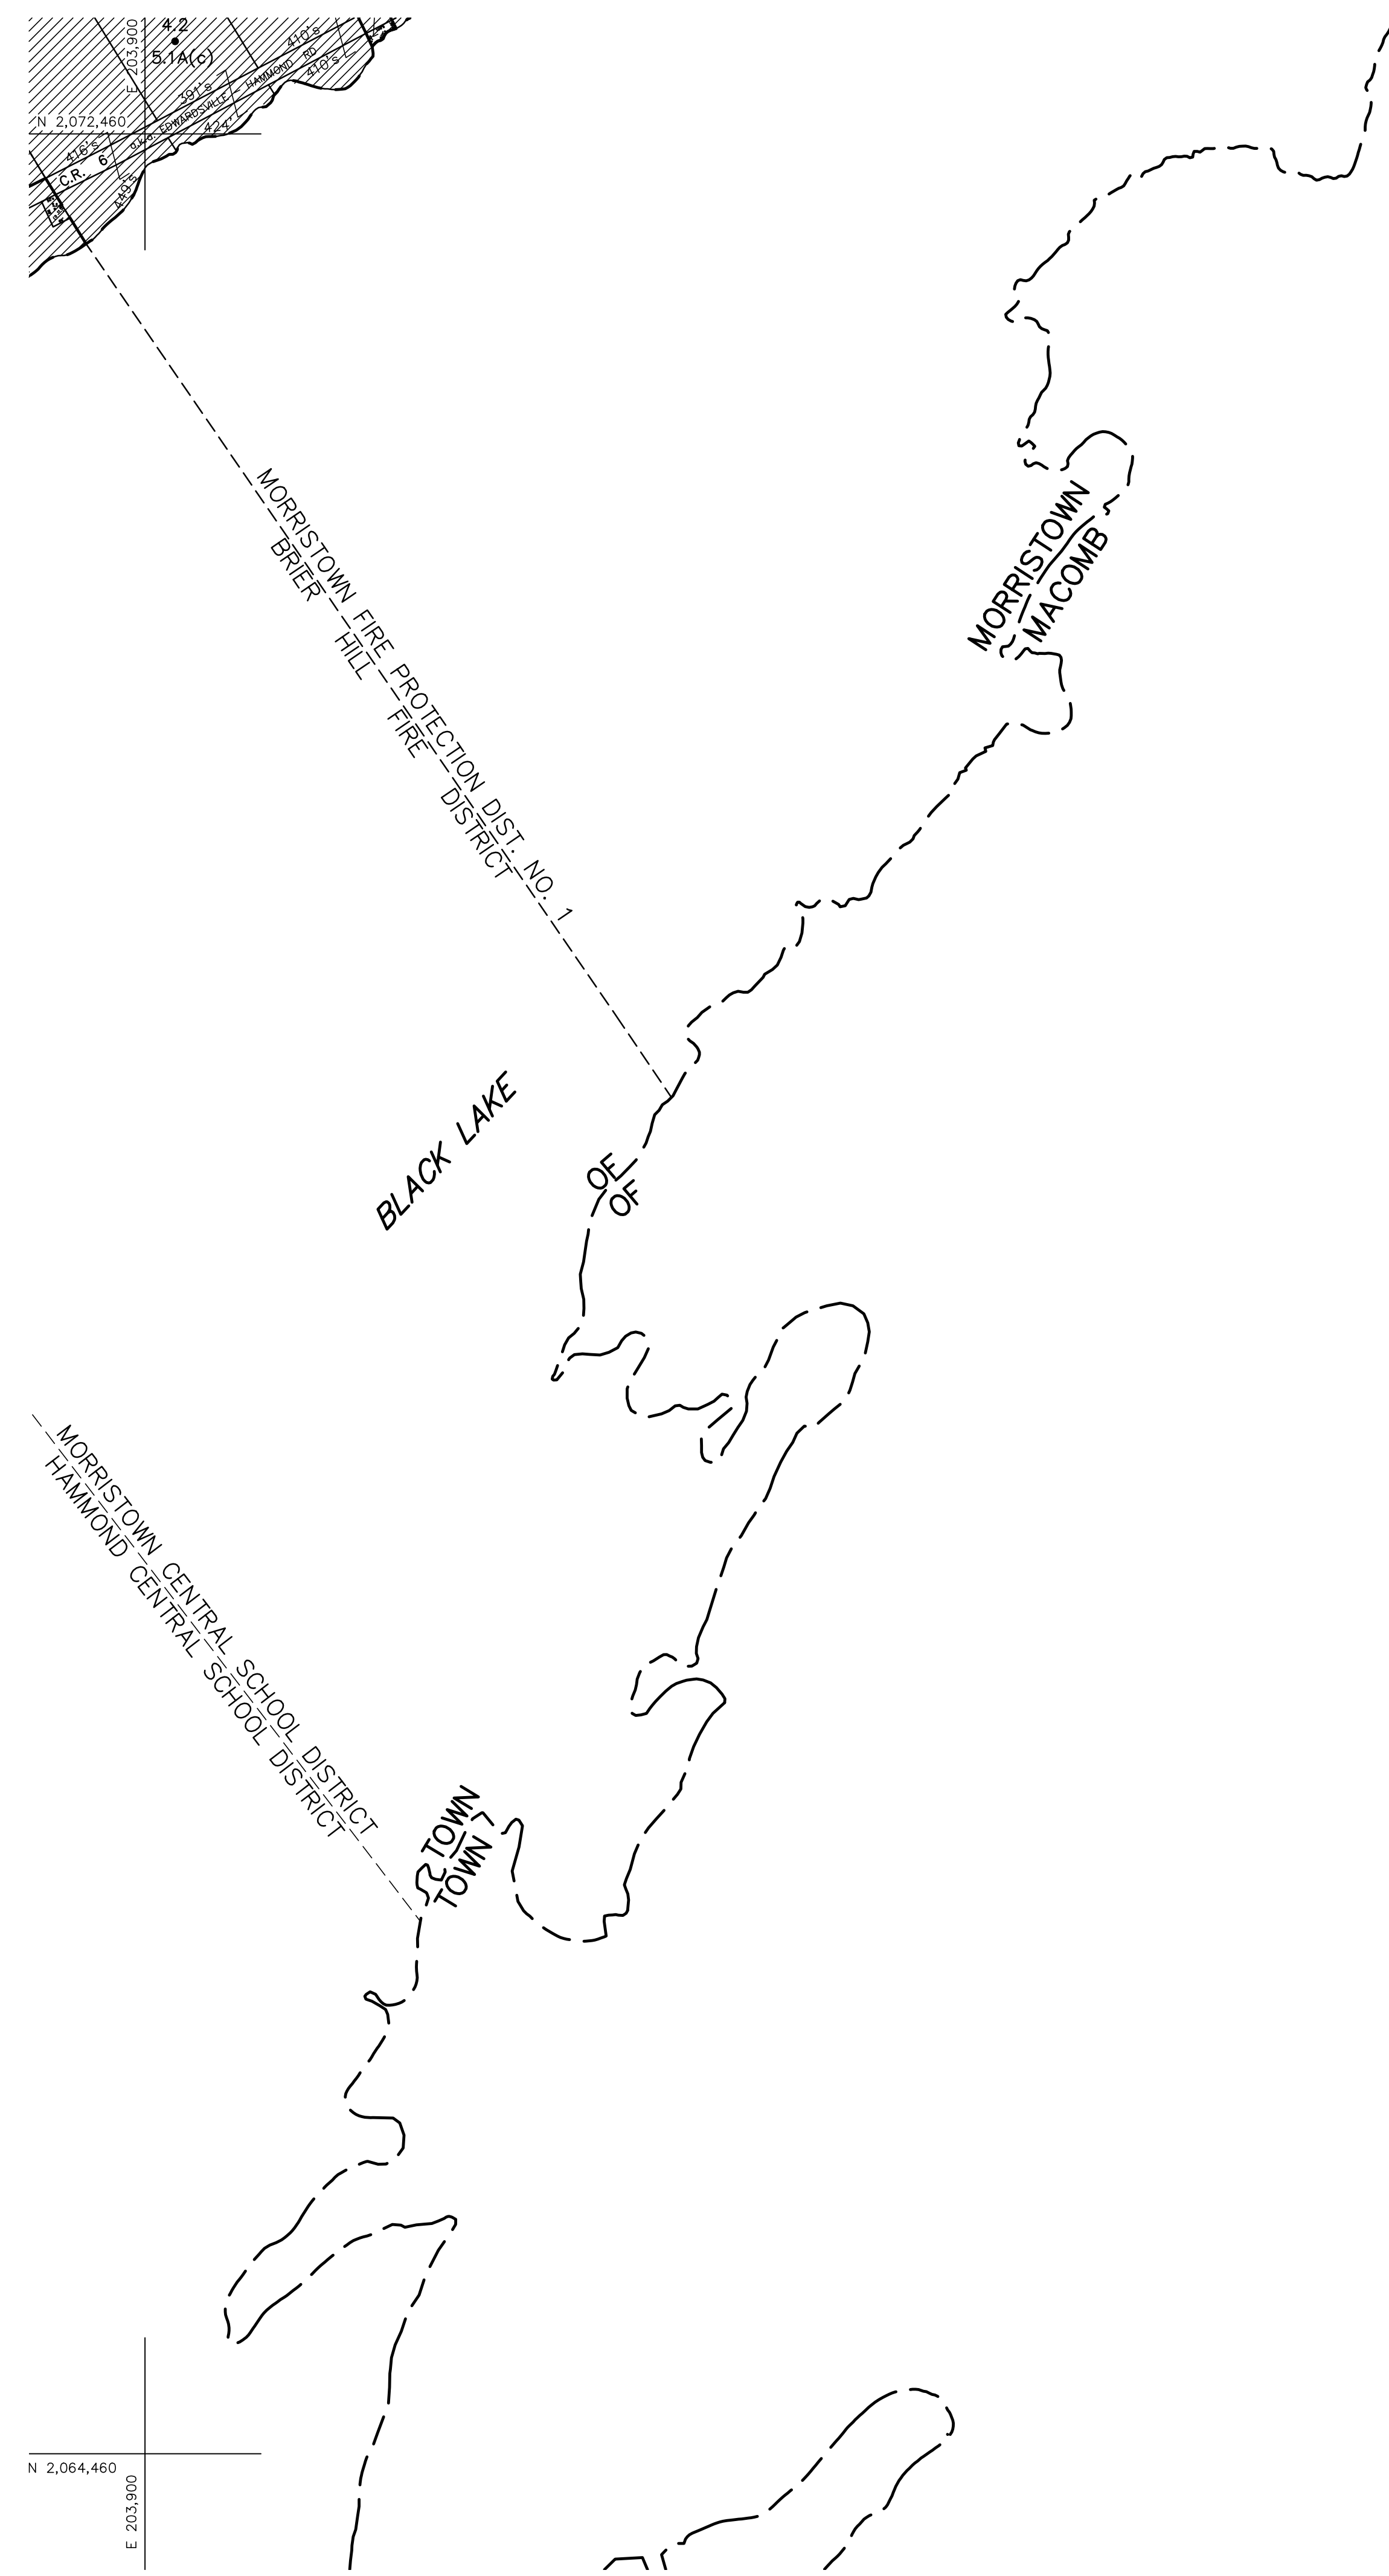 4.2
5.1A(c)
E 203,900
N 2,072,460
410's
410's
391's
424'
416's
449's
C.R. 6
a.k.a. EDWARDSVILLE - HAMMOND RD
MORRISTOWN FIRE PROTECTION DIST. NO. 1
BRIER HILL FIRE DISTRICT
MORRISTOWN
MACOMB
BLACK LAKE
OF
OF
MORRISTOWN CENTRAL SCHOOL DISTRICT
HAMMOND CENTRAL SCHOOL DISTRICT
TOWN
TOWN
N 2,064,460
E 203,900